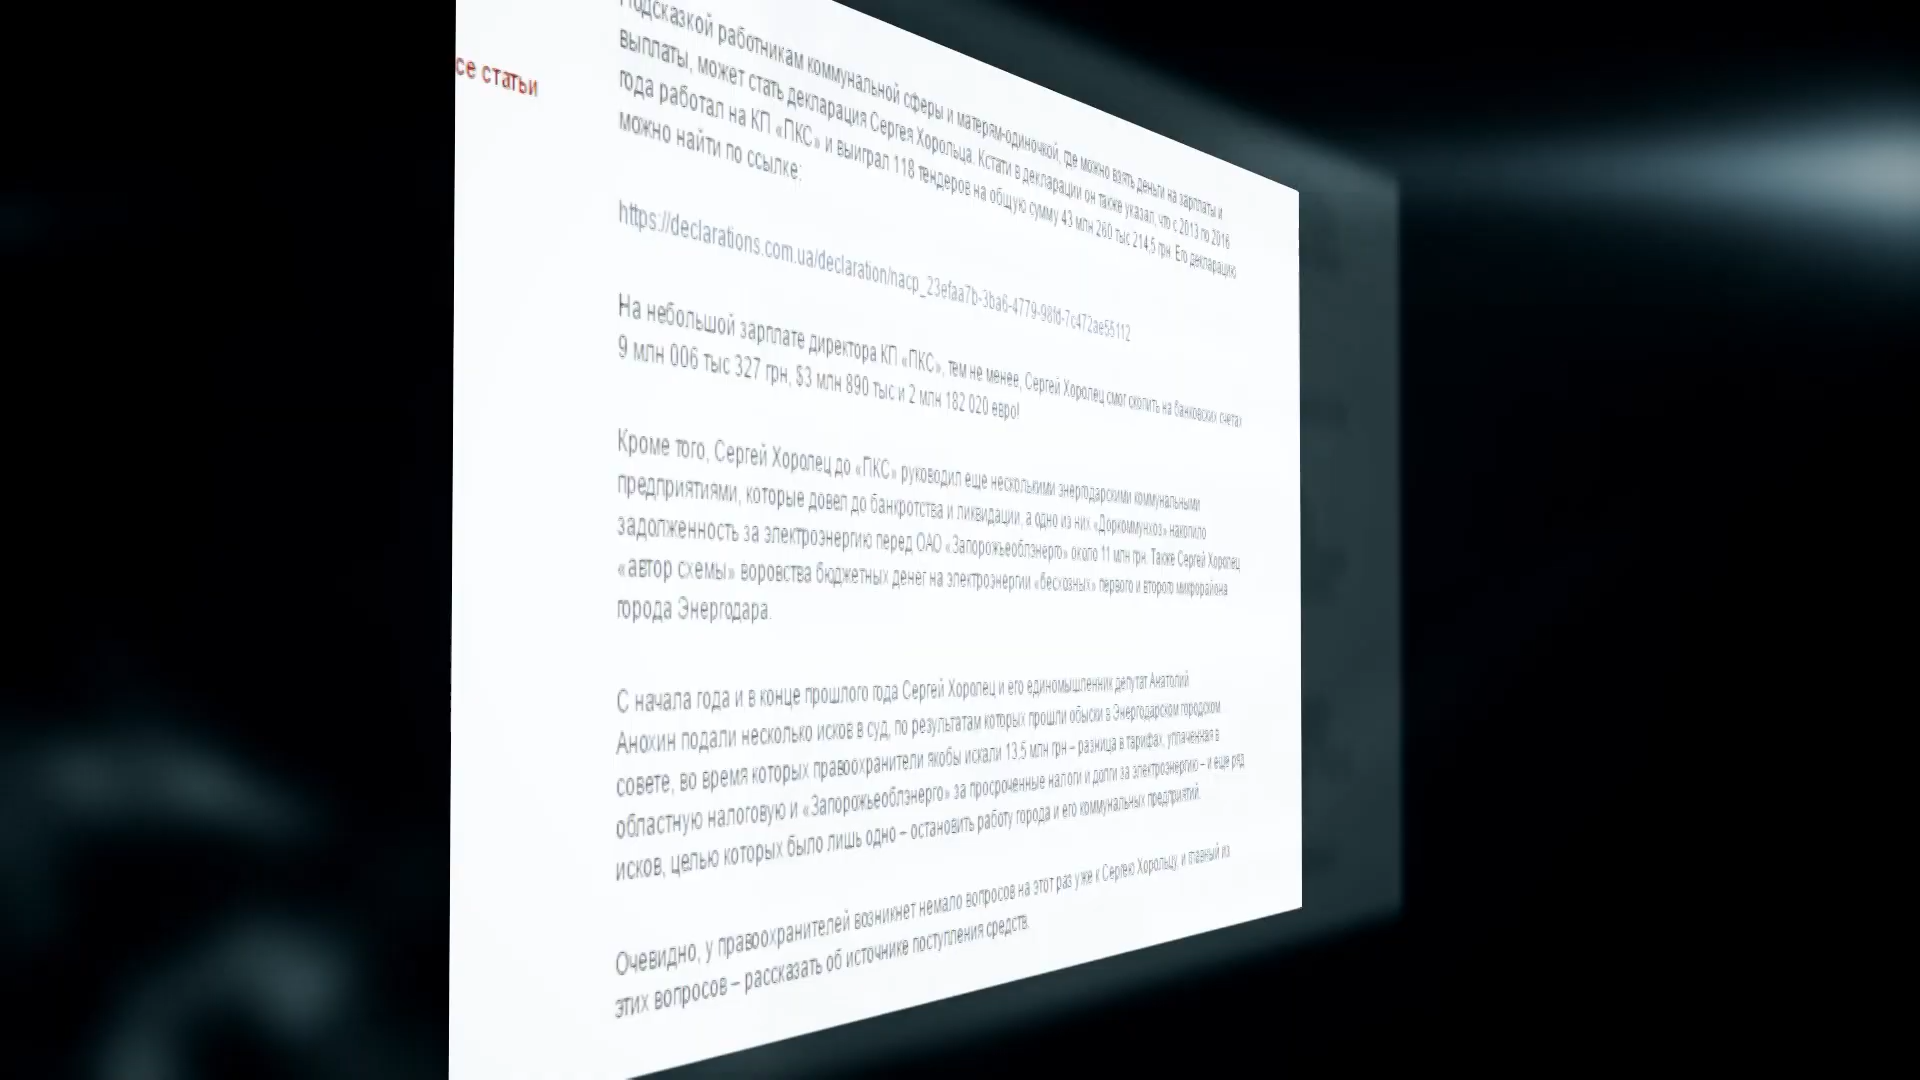 се статьи
Подсказкой работникам коммунальной сферы и матерям-одиночкой, где можно взять деньги на зарплаты и
выплаты, может стать декларация Сергея Хорольца. Кстати в декларации он также указал, что с 2013 по 2016
года работал на КП «ПКС» и выиграл 118 тендеров на общую сумму 43 млн 260 тыс 214,5 грн. Его декларацию
можно найти по ссылке:
https://declarations.com.ua/declaration/nacp_23efaa7b-3ba6-4779-98fd-7c472ae55112
На небольшой зарплате директора КП «ПКС», тем не менее, Сергей Хоролец смог скопить на банковских счетах
9 млн 006 тыс 327 грн, $3 млн 890 тыс и 2 млн 182 020 евро!
Кроме того, Сергей Хоролец до «ПКС» руководил еще несколькими энергодарскими коммунальными
предприятиями, которые довел до банкротства и ликвидации, а одно из них «Доркоммунхоз» накопило
задолженность за электроэнергию перед ОАО «Запорожьеоблэнерго» около 11 млн грн. Также Сергей Хоролец
«автор схемы» воровства бюджетных денег на электроэнергии «бесхозных» первого и второго микрорайона
города Энергодара.
С начала года и в конце прошлого года Сергей Хоролец и его единомышленник депутат Анатолий
Анохин подали несколько исков в суд, по результатам которых прошли обыски в Энергодарском городском
совете, во время которых правоохранители якобы искали 13,5 млн грн – разница в тарифах, уплаченная в
областную налоговую и «Запорожьеоблэнерго» за просроченные налоги и долги за электроэнергию – и еще ряд
исков, целью которых было лишь одно – остановить работу города и его коммунальных предприятий.
Очевидно, у правоохранителей возникнет немало вопросов на этот раз уже к Сергею Хорольцу, и главный из
этих вопросов – рассказать об источнике поступления средств.